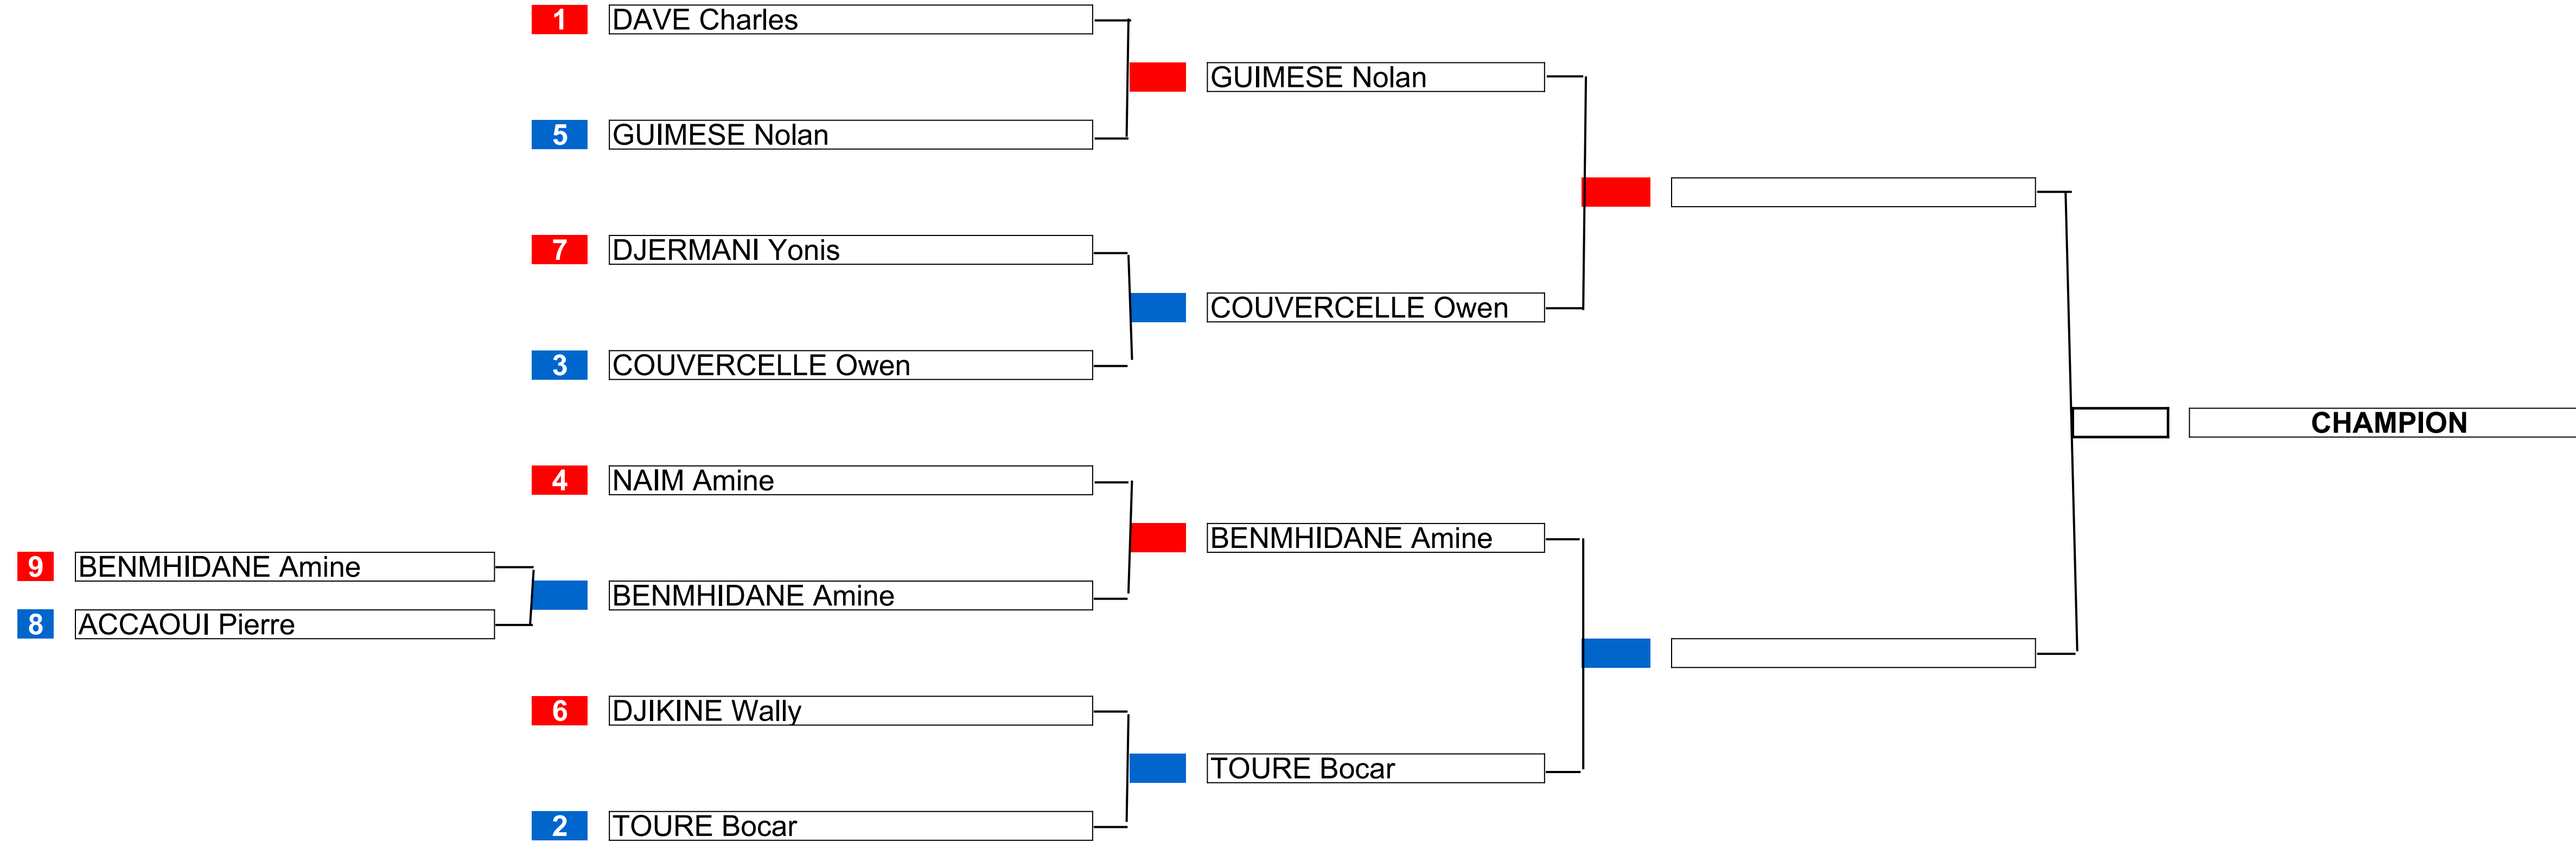 1 DAVE Charles
GUIMESE Nolan
5 GUIMESE Nolan
7 DJERMANI Yonis
COUVERCELLE Owen
3 COUVERCELLE Owen
CHAMPION
4 NAIM Amine
BENMHIDANE Amine
9 BENMHIDANE Amine
BENMHIDANE Amine
8 ACCAOUI Pierre
6 DJIKINE Wally
TOURE Bocar
2 TOURE Bocar